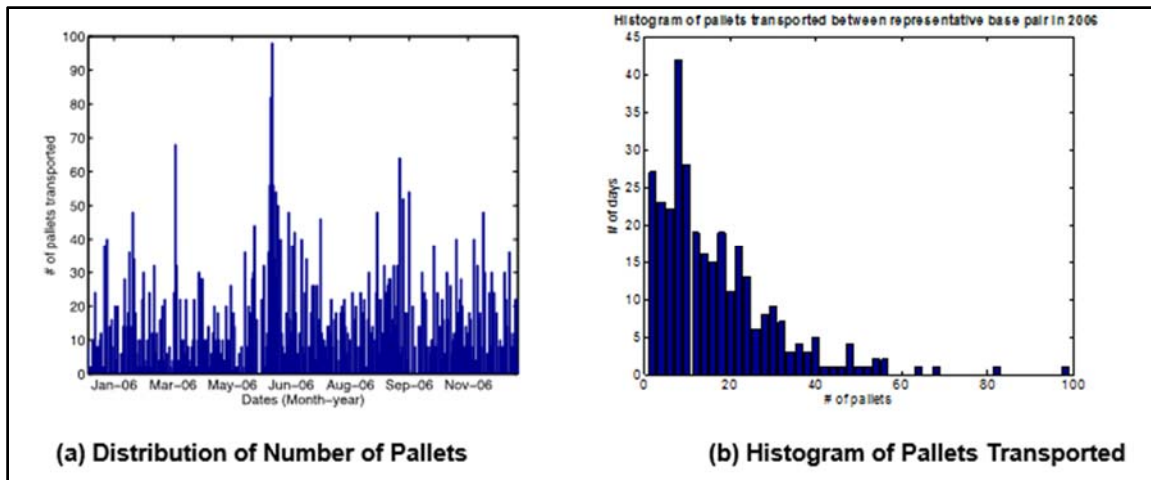 100
90
80
70
60
50
40
30
20
10
0
# of pallets transported
Jan–06 Mar–06 May–06 Jun–06 Aug–06 Sep–06 Nov–06
Dates (Month–year)
(a) Distribution of Number of Pallets
Histogram of pallets transported between representative base pair in 2006
45
40
35
30
25
20
15
10
5
0
# of days
0 20 40 60 80 100
# of pallets
(b) Histogram of Pallets Transported